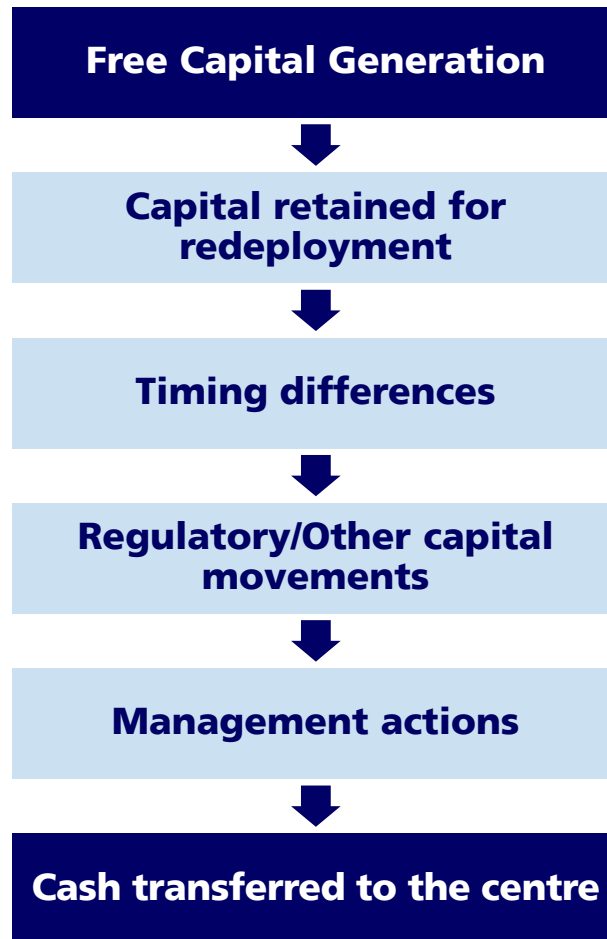 Free Capital Generation
Capital retained for
redeployment
Timing differences
Regulatory/Other capital
movements
Management actions
Cash transferred to the centre